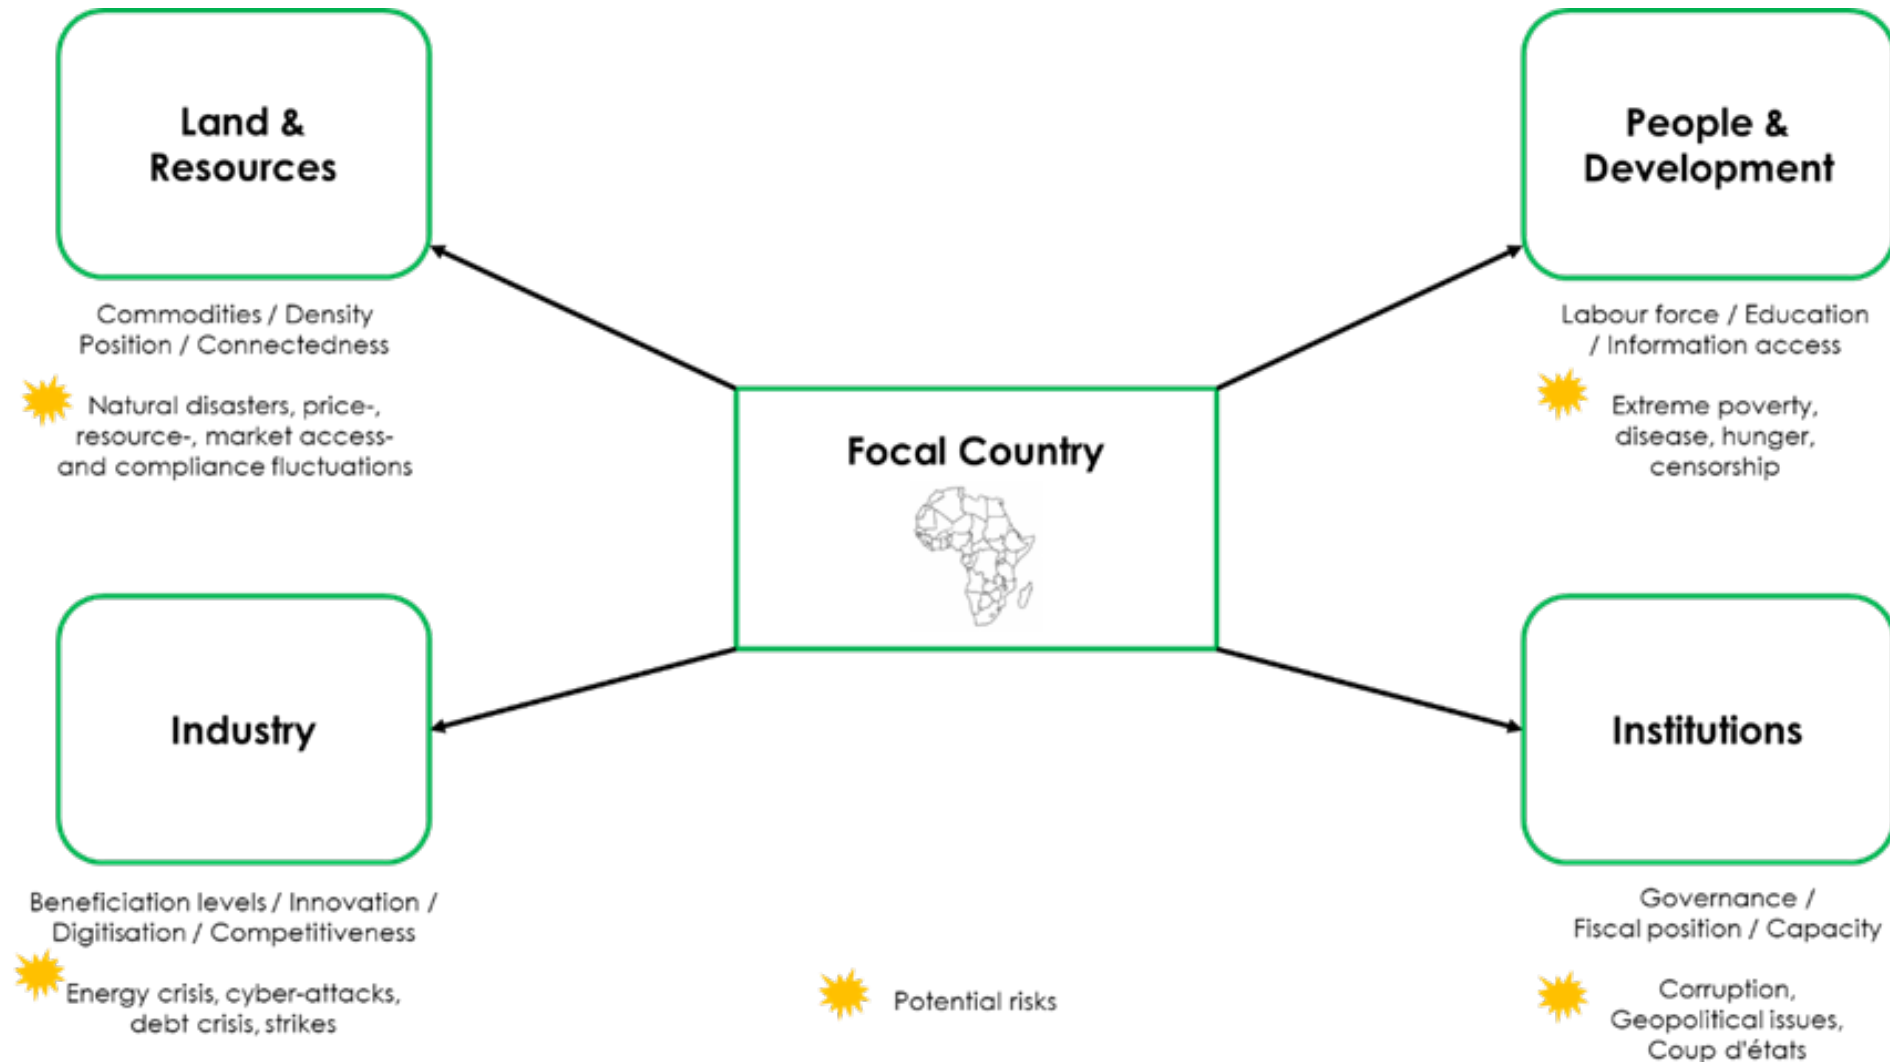 Land &
Resources
Commodities / Density
Position / Connectedness
Natural disasters, price-,
resource-, market access-
and compliance fluctuations
People &
Development
Labour force / Education
/ Information access
Extreme poverty,
disease, hunger,
censorship
Focal Country
Industry
Beneficiation levels / Innovation /
Digitisation / Competitiveness
Energy crisis, cyber-attacks,
debt crisis, strikes
Potential risks
Institutions
Governance /
Fiscal position / Capacity
Corruption,
Geopolitical issues,
Coup d'états